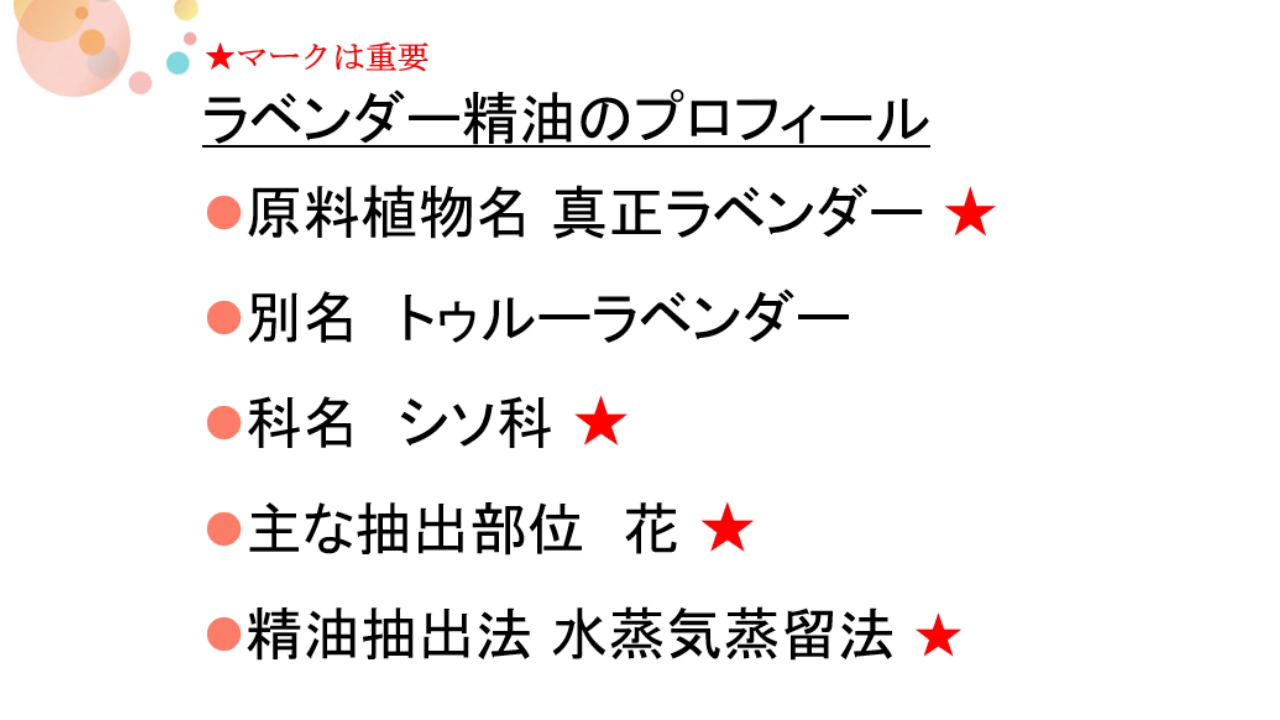 ★マークは重要
ラベンダー精油のプロフィール
●原料植物名 真正ラベンダー ★
●別名　トゥルーラベンダー
●科名　シソ科 ★
●主な抽出部位　花 ★
●精油抽出法 水蒸気蒸留法 ★